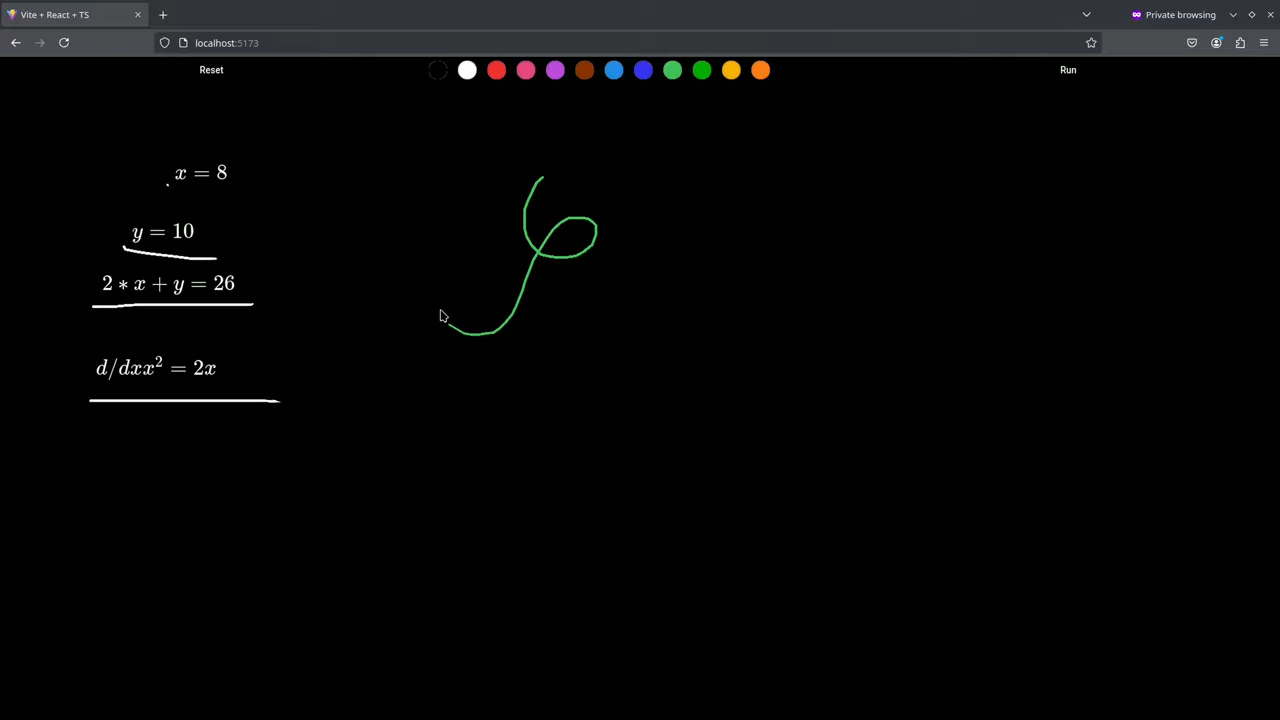 Vite + React + TS
Private browsing
localhost:5173
Reset
Run
x = 8
y = 10
2 * x + y = 26
d/dxx² = 2x